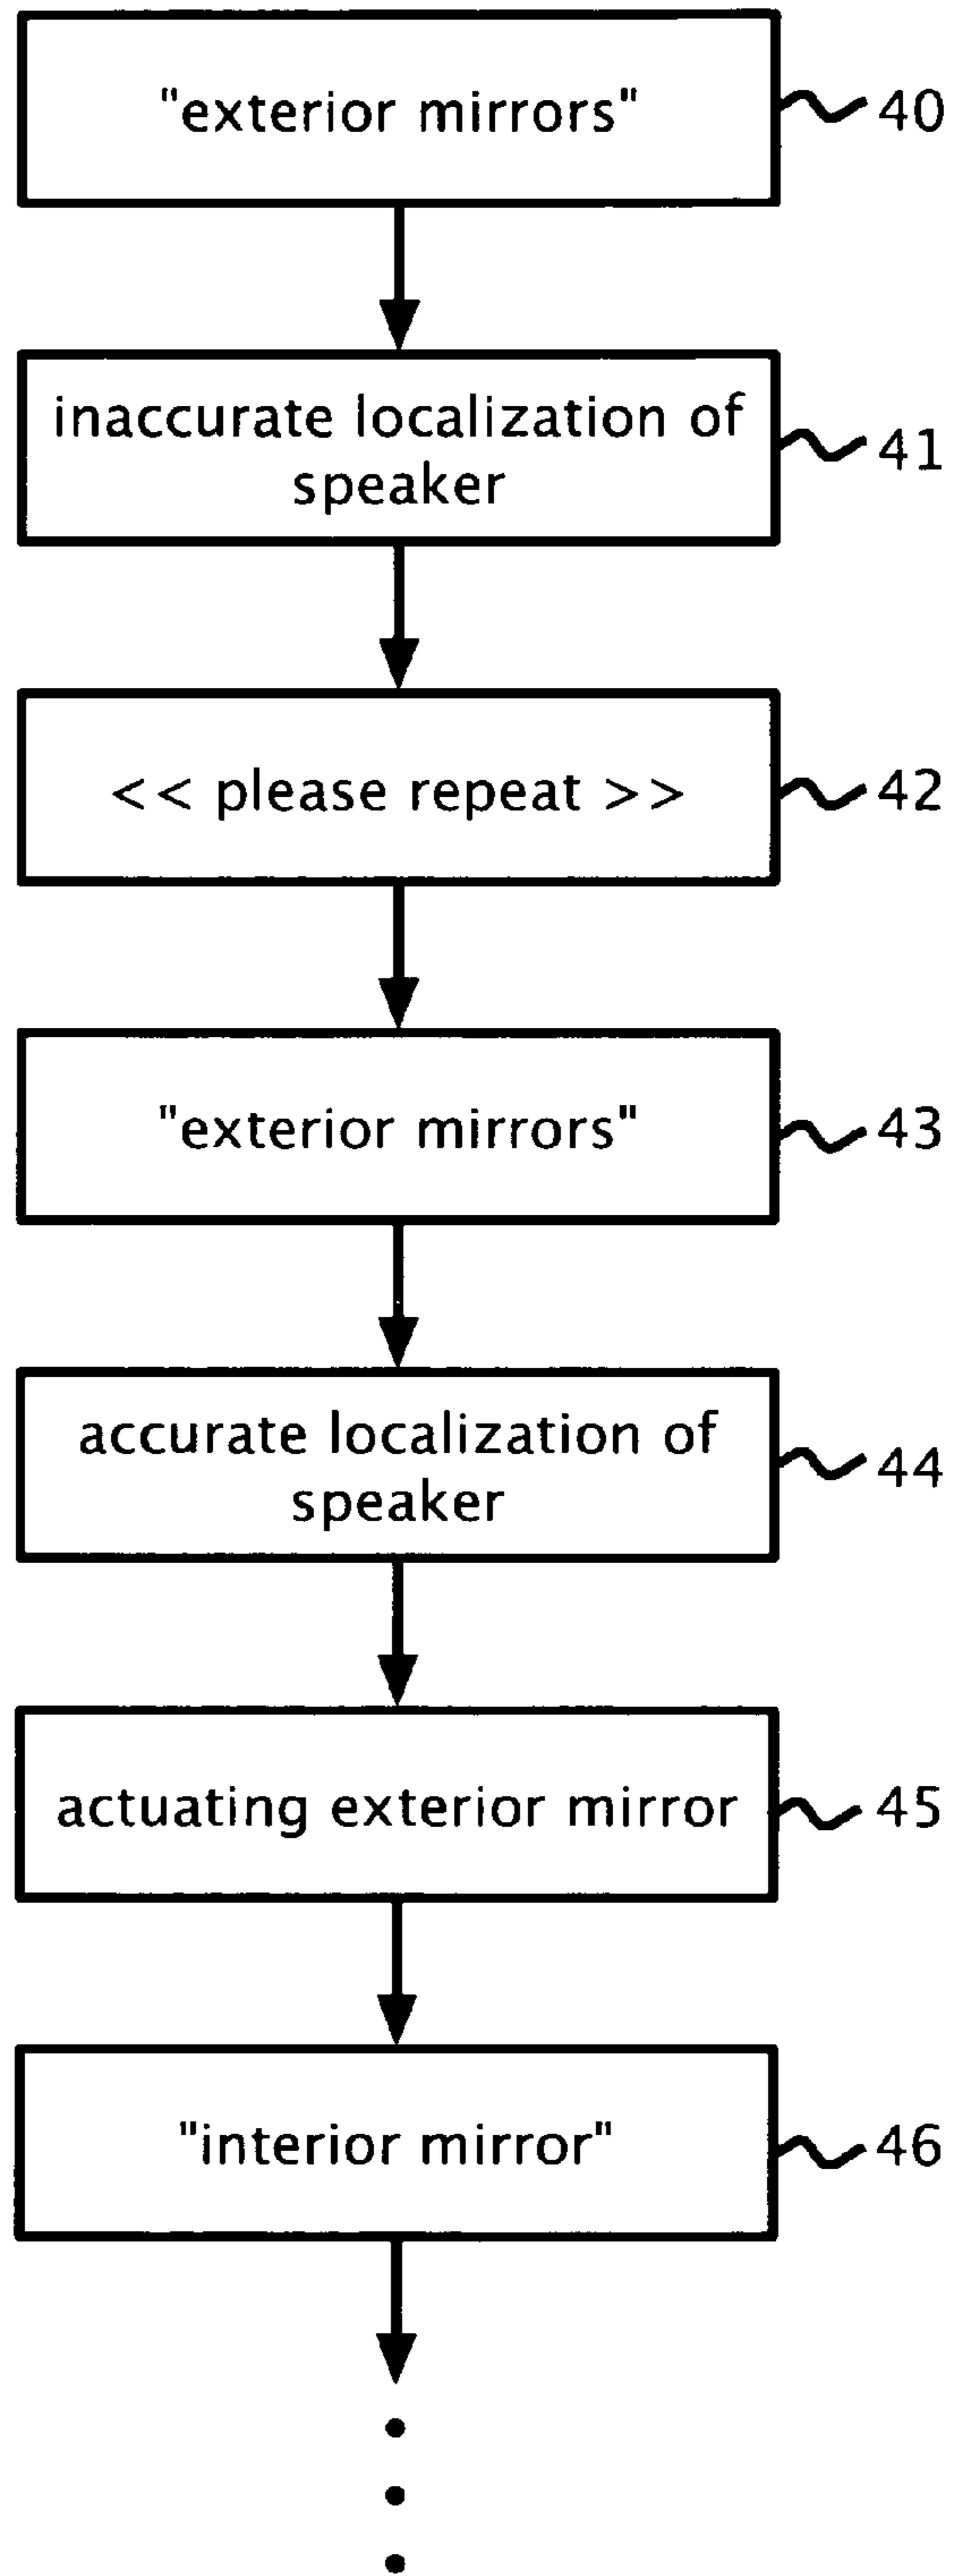 "exterior mirrors"
40
inaccurate localization of
speaker
41
<< please repeat >>
42
"exterior mirrors"
43
accurate localization of
speaker
44
actuating exterior mirror
45
"interior mirror"
46